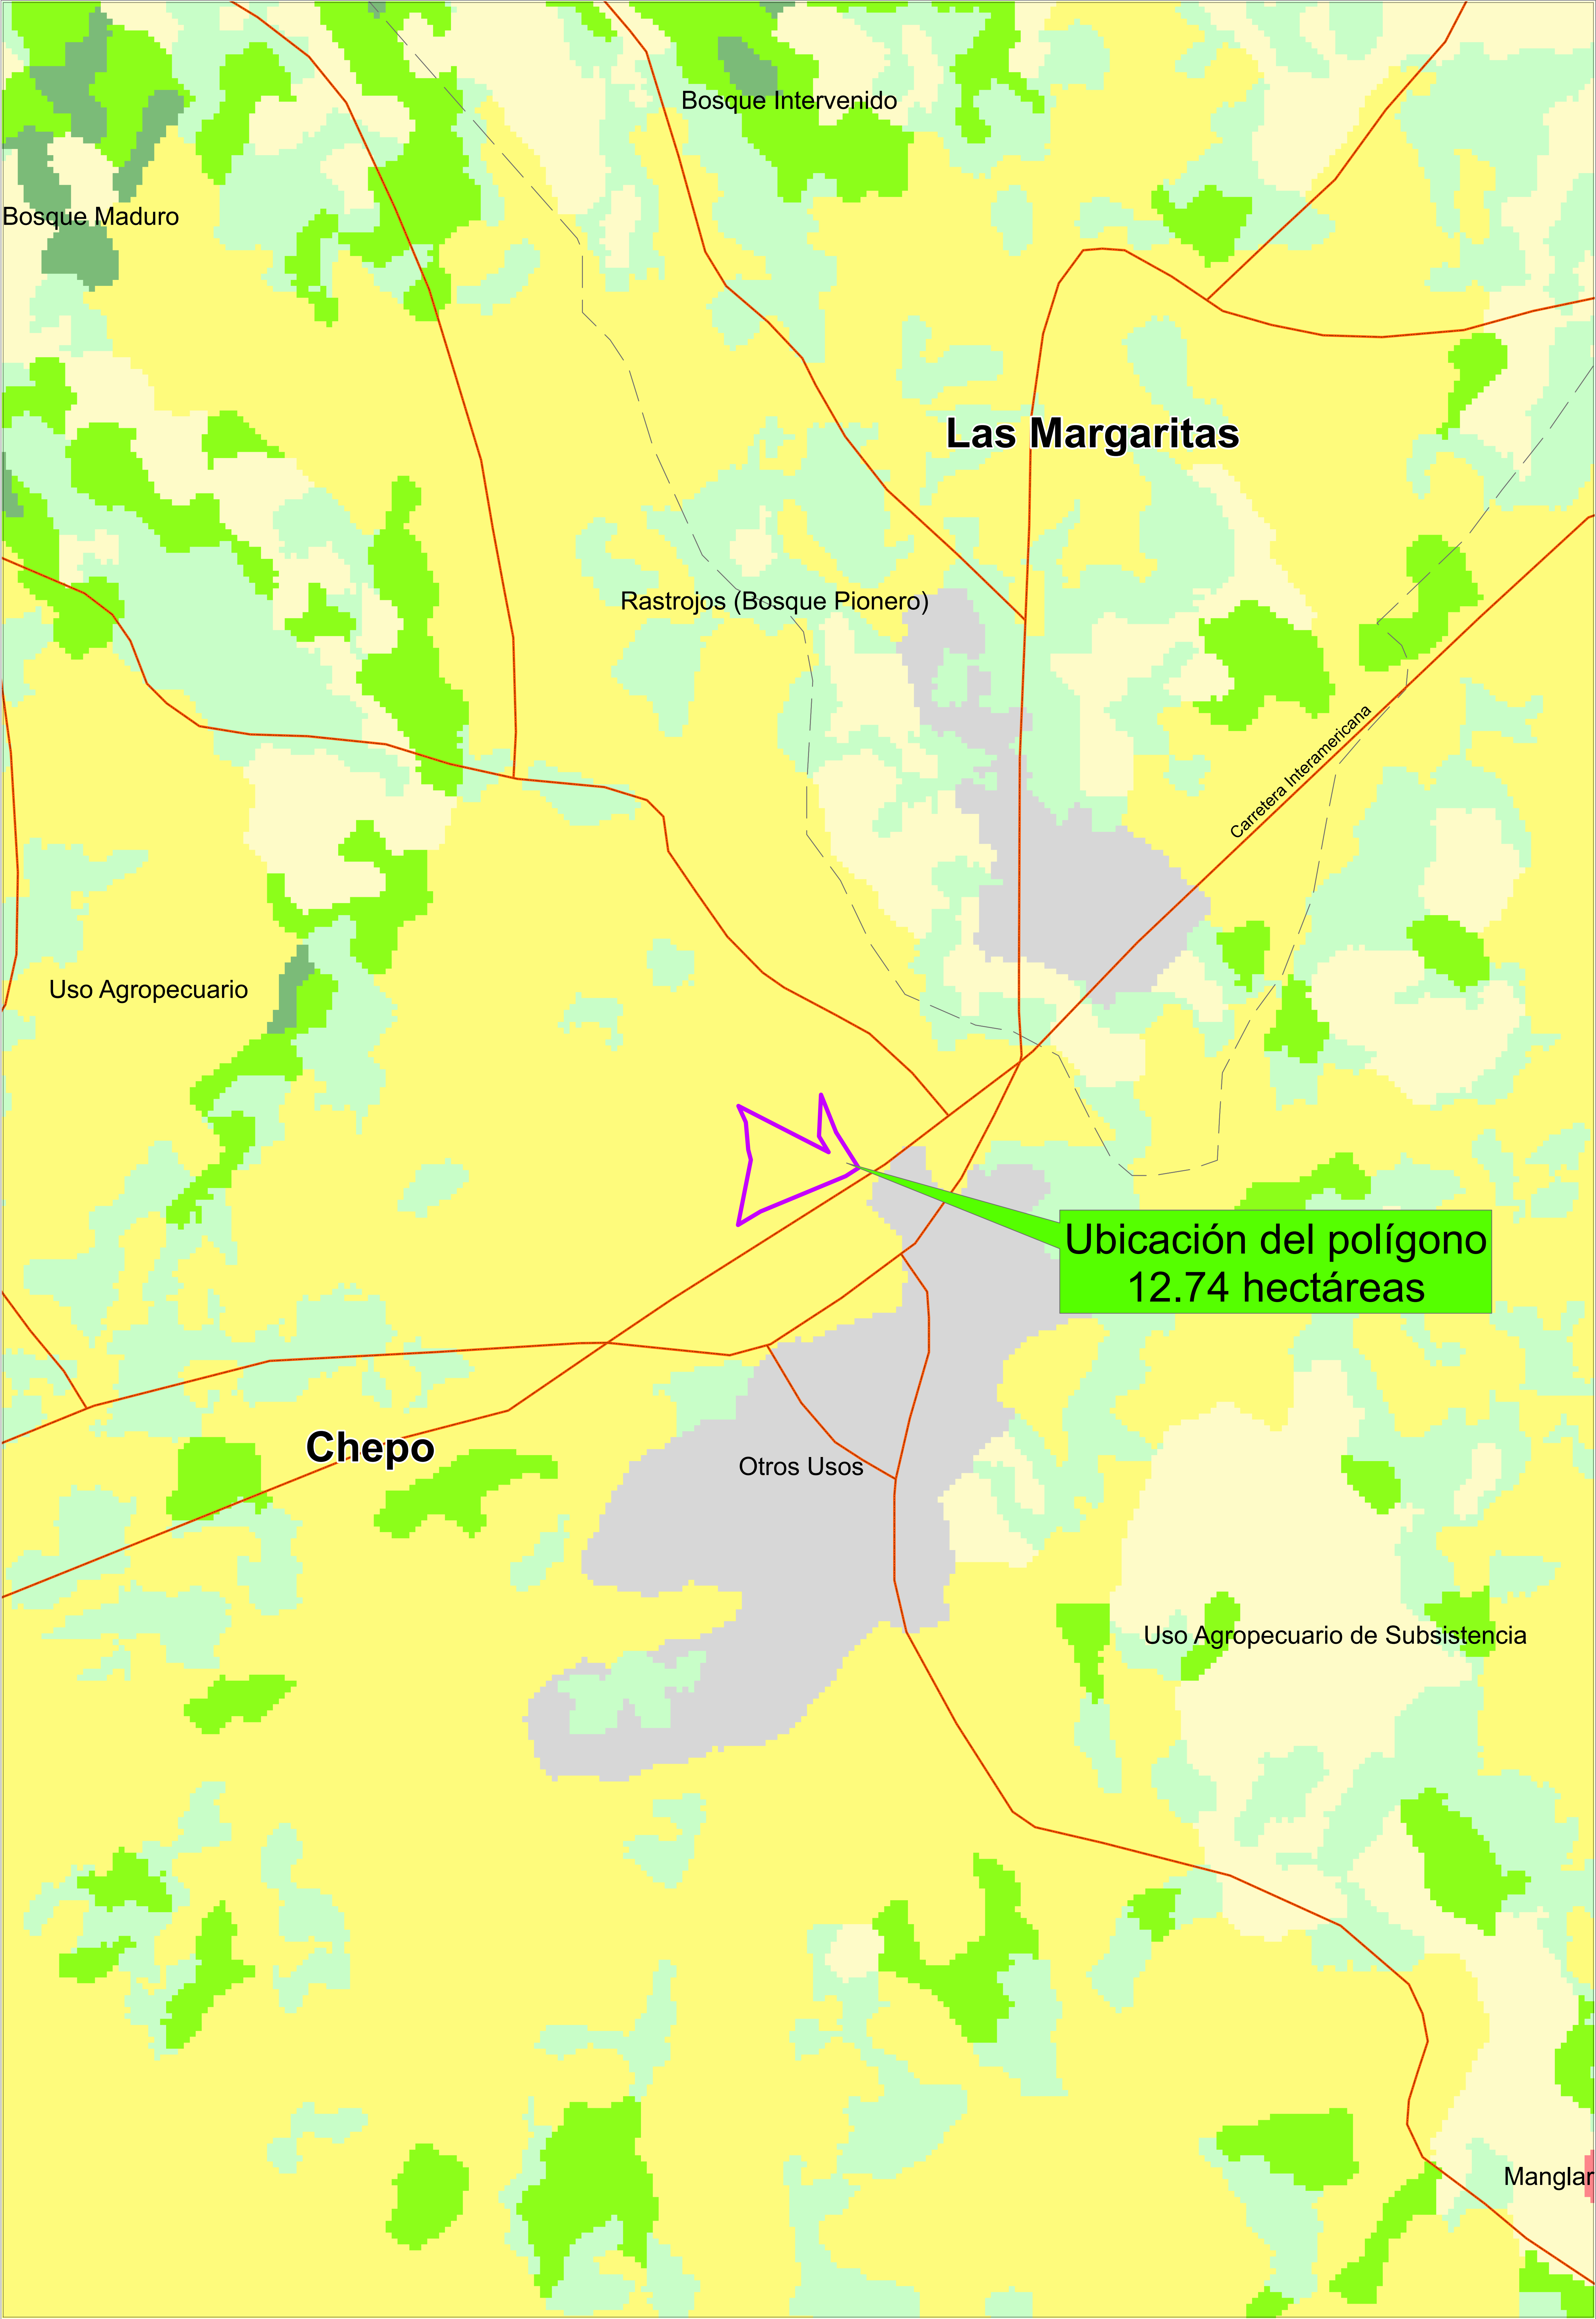 Bosque Intervenido
Bosque Maduro
Las Margaritas
Rastrojos (Bosque Pionero)
Carretera Interamericana
Uso Agropecuario
Ubicación del polígono
12.74 hectáreas
Chepo
Otros Usos
Uso Agropecuario de Subsistencia
Manglar